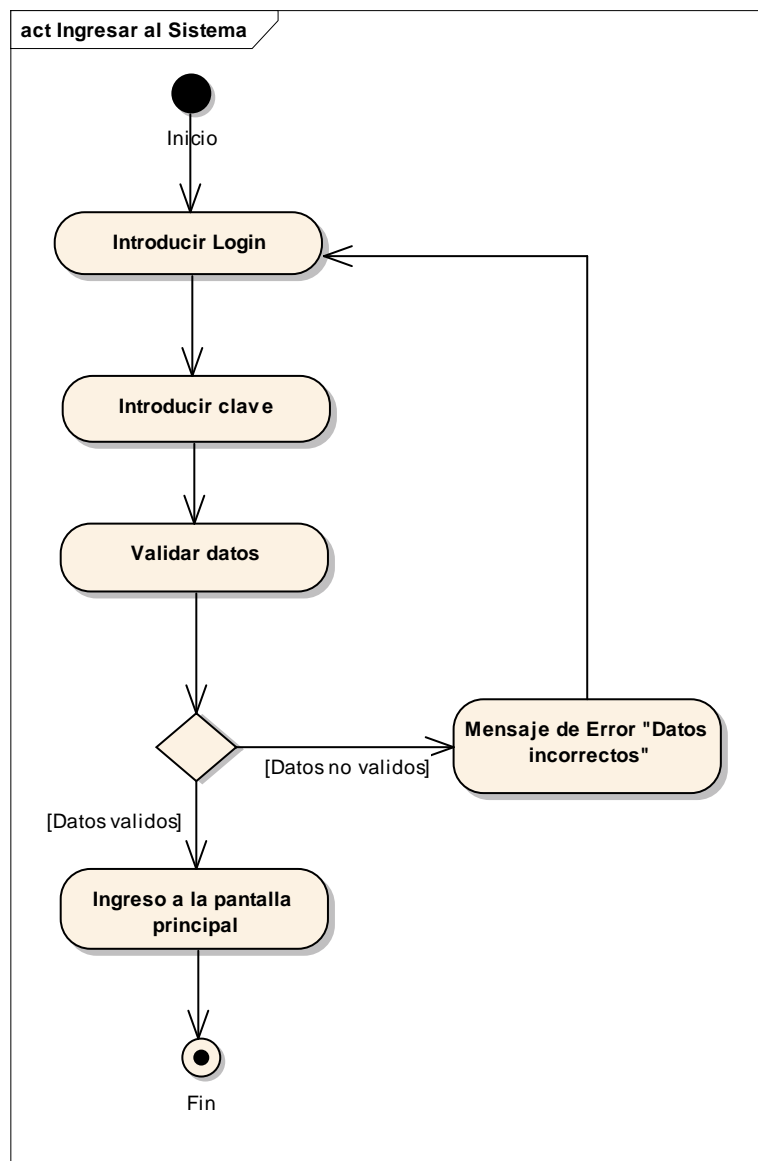 act Ingresar al Sistema
Inicio
Introducir Login
Introducir clave
Validar datos
Mensaje de Error "Datos
incorrectos"
[Datos no validos]
[Datos validos]
Ingreso a la pantalla
principal
Fin